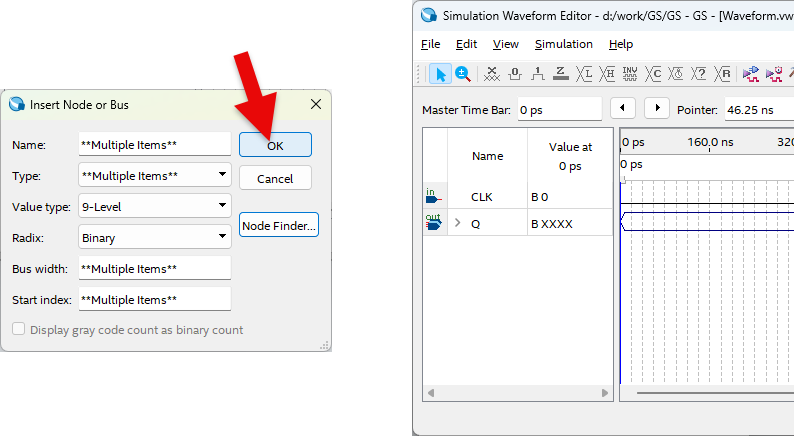 Insert Node or Bus
Name: **Multiple Items** OK
Type: **Multiple Items** Cancel
Value type: 9-Level
Node Finder...
Radix: Binary
Bus width: **Multiple Items**
Start index: **Multiple Items**
Display gray code count as binary count
Simulation Waveform Editor - d:/work/GS/GS - GS - [Waveform.vw
File Edit View Simulation Help
Master Time Bar: 0 ps Pointer: 46.25 ns
Name Value at 0 ps
0 ps 160.0 ns 320
0 ps
in CLK B 0
out Q B XXXX